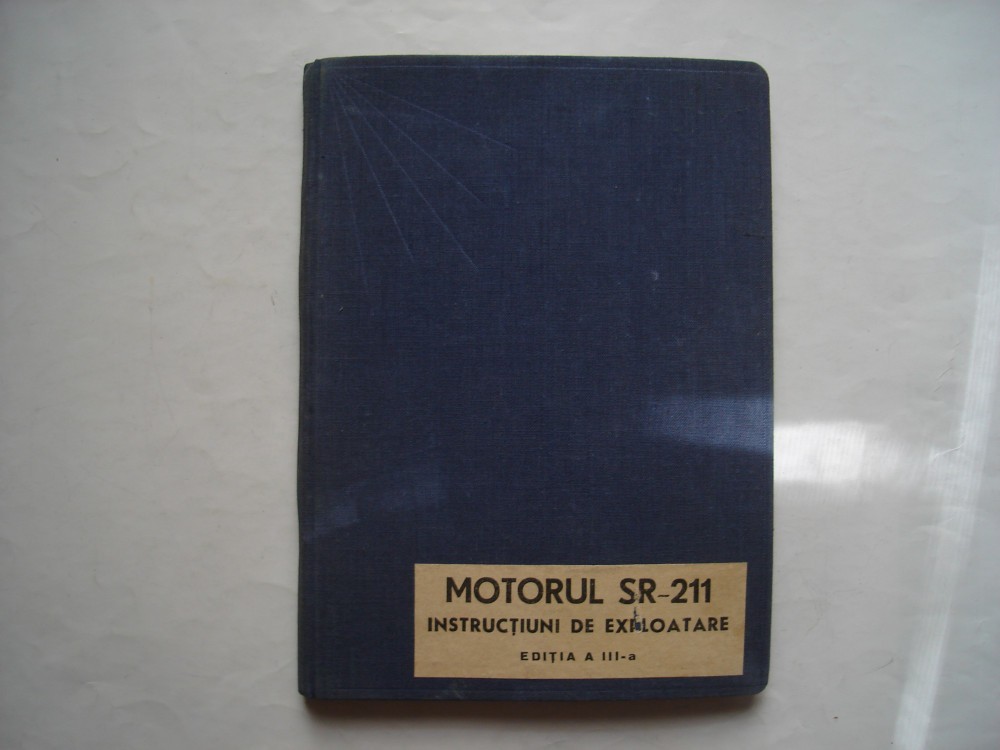 MOTORUL SR-211
INSTRUCȚIUNI DE EXPLOATARE
EDIȚIA A III-a